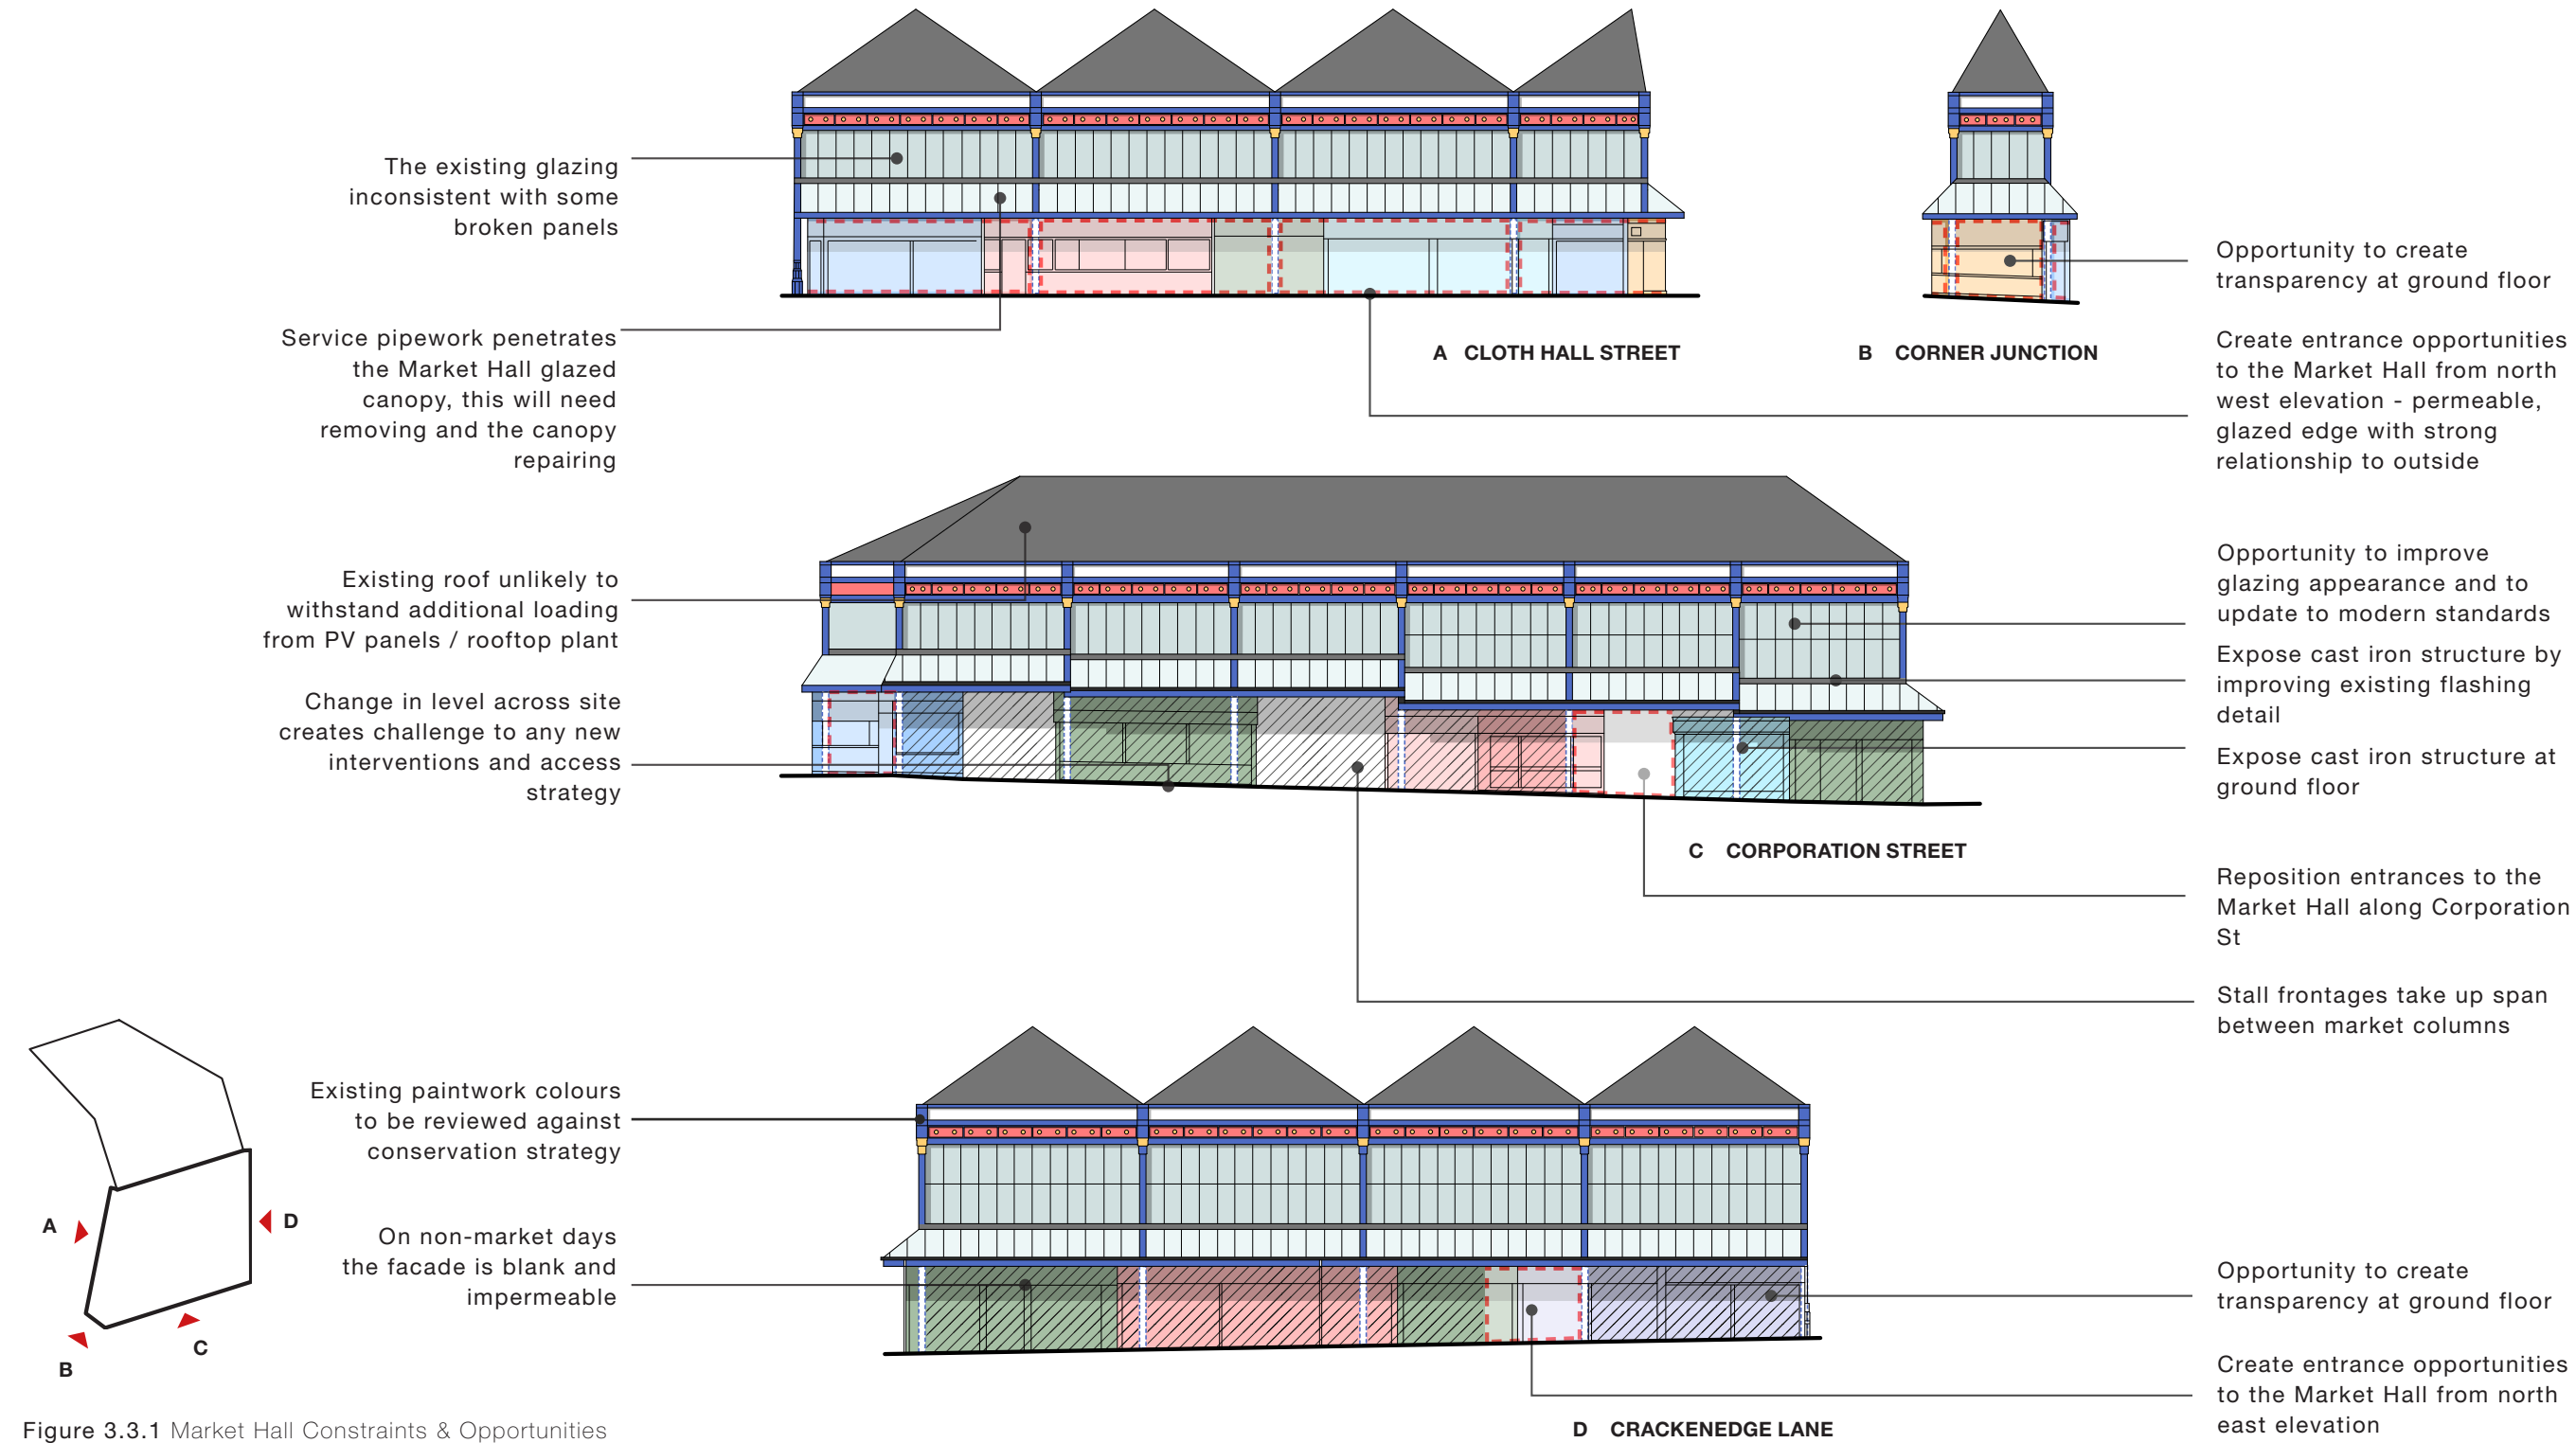 The existing glazing
inconsistent with some
broken panels
Service pipework penetrates
the Market Hall glazed
canopy, this will need
removing and the canopy
repairing
Opportunity to create
transparency at ground floor
Create entrance opportunities
to the Market Hall from north
west elevation - permeable,
glazed edge with strong
relationship to outside
A CLOTH HALL STREET
B CORNER JUNCTION
Existing roof unlikely to
withstand additional loading
from PV panels / rooftop plant
Change in level across site
creates challenge to any new
interventions and access
strategy
Opportunity to improve
glazing appearance and to
update to modern standards
Expose cast iron structure by
improving existing flashing
detail
Expose cast iron structure at
ground floor
C CORPORATION STREET
Reposition entrances to the
Market Hall along Corporation
St
Stall frontages take up span
between market columns
Existing paintwork colours
to be reviewed against
conservation strategy
On non-market days
the facade is blank and
impermeable
A
D
C
B
Opportunity to create
transparency at ground floor
Create entrance opportunities
to the Market Hall from north
east elevation
D CRACKENEDGE LANE
Figure 3.3.1 Market Hall Constraints & Opportunities